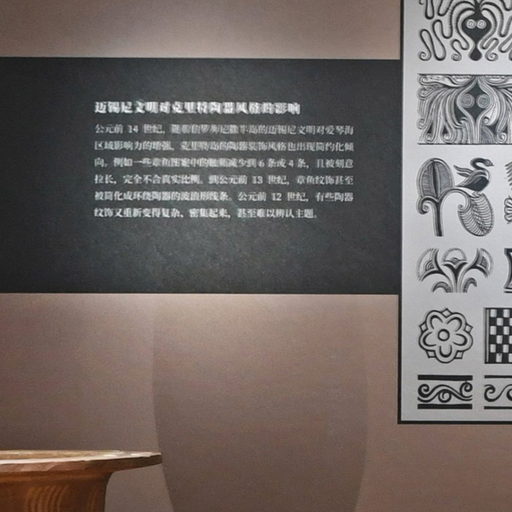 迈锡尼文明对克里特陶器风格的影响
公元前 14 世纪，随着伯罗奔尼撒半岛的迈锡尼文明对爱琴海
区域影响力的增强，克里特岛的陶器装饰风格也出现简约化倾
向，例如一些章鱼图案中的触腕减少到 6 条或 4 条，且被刻意
拉长，完全不合真实比例。到公元前 13 世纪，章鱼纹饰甚至
被简化成环绕陶器的波浪形线条。公元前 12 世纪，有些陶器
纹饰又重新变得复杂、密集起来，甚至难以辨认主题。